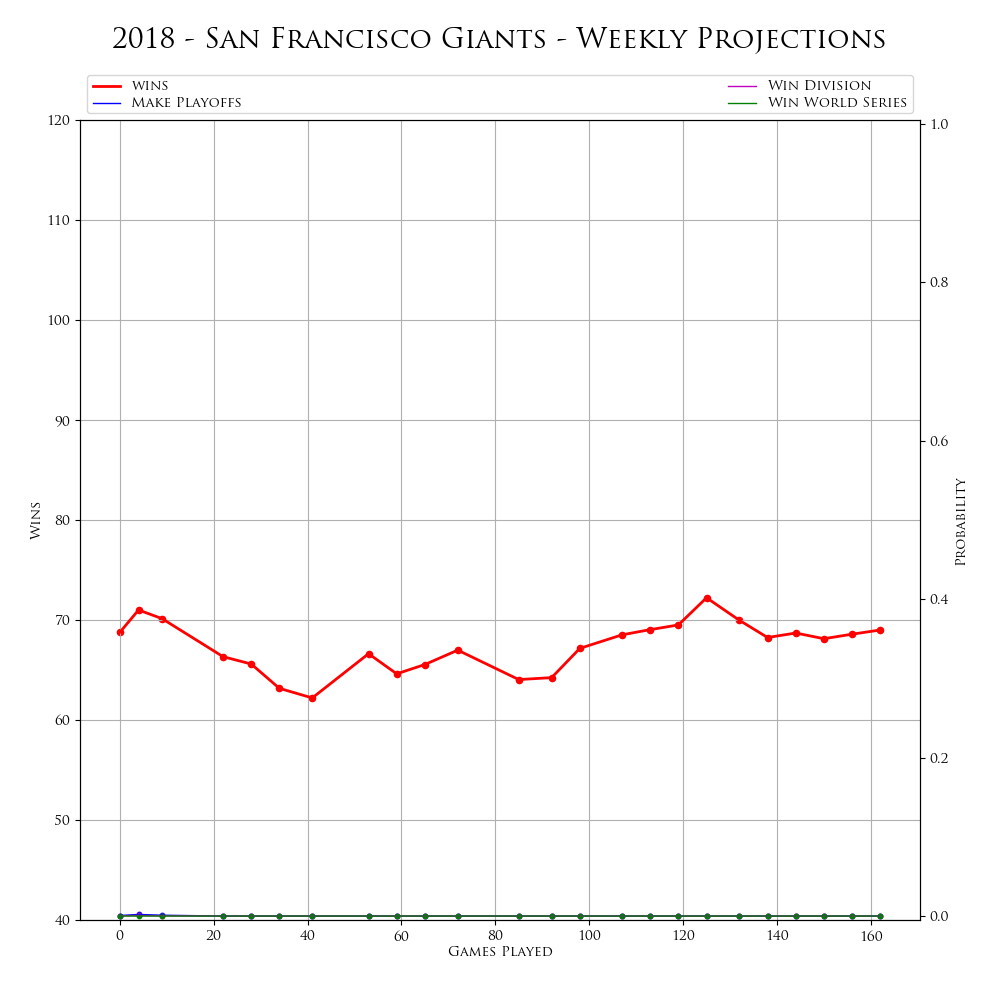 2018 - San Francisco Giants - Weekly Projections
wins
Make Playoffs
Win Division
Win World Series
120
110
100
90
80
70
60
50
40
Wins
1.0
0.8
0.6
0.4
0.2
0.0
Probability
0 20 40 60 80 100 120 140 160
Games Played